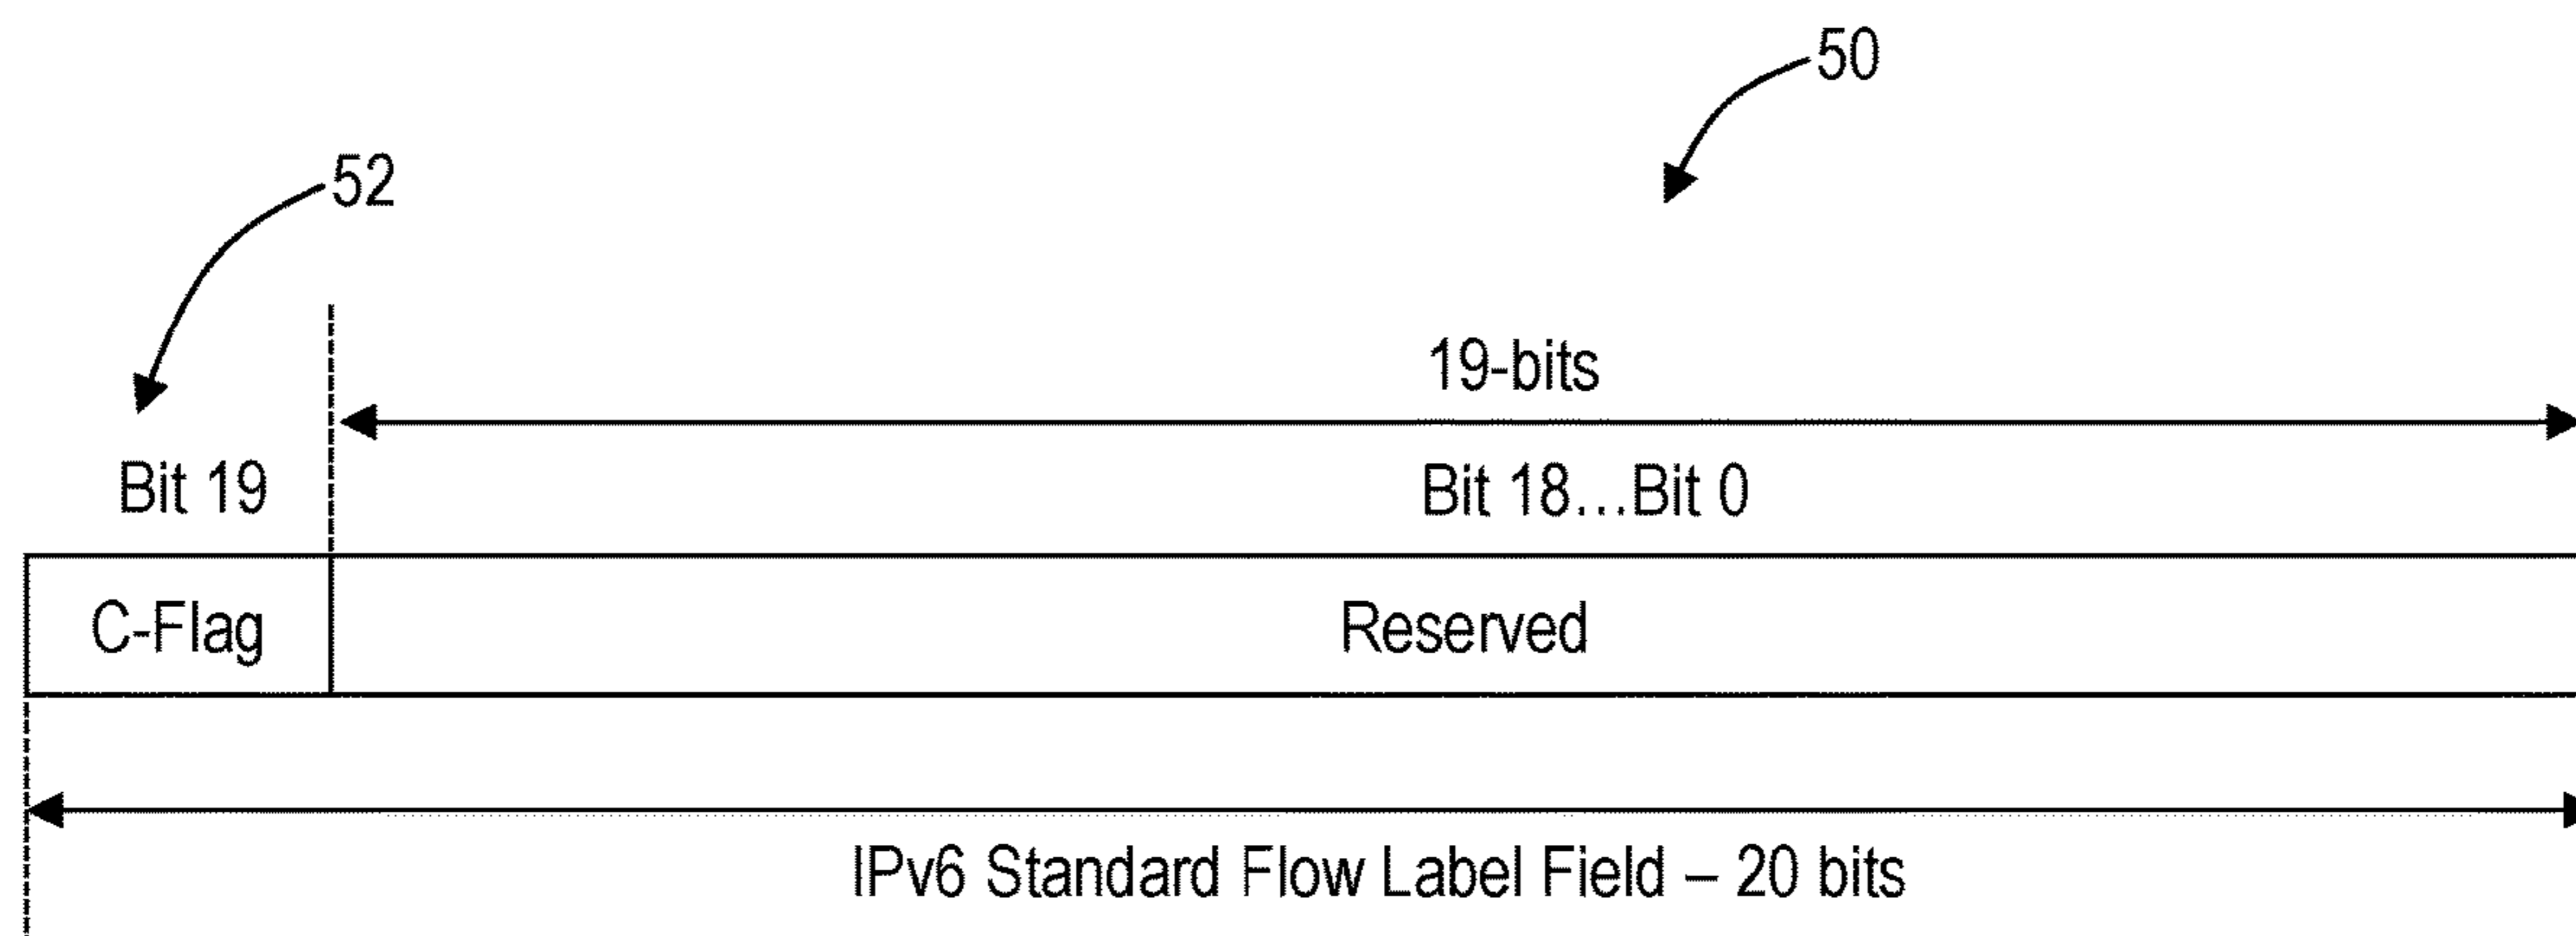 50
52
19-bits
Bit 19
Bit 18...Bit 0
C-Flag
Reserved
IPv6 Standard Flow Label Field – 20 bits